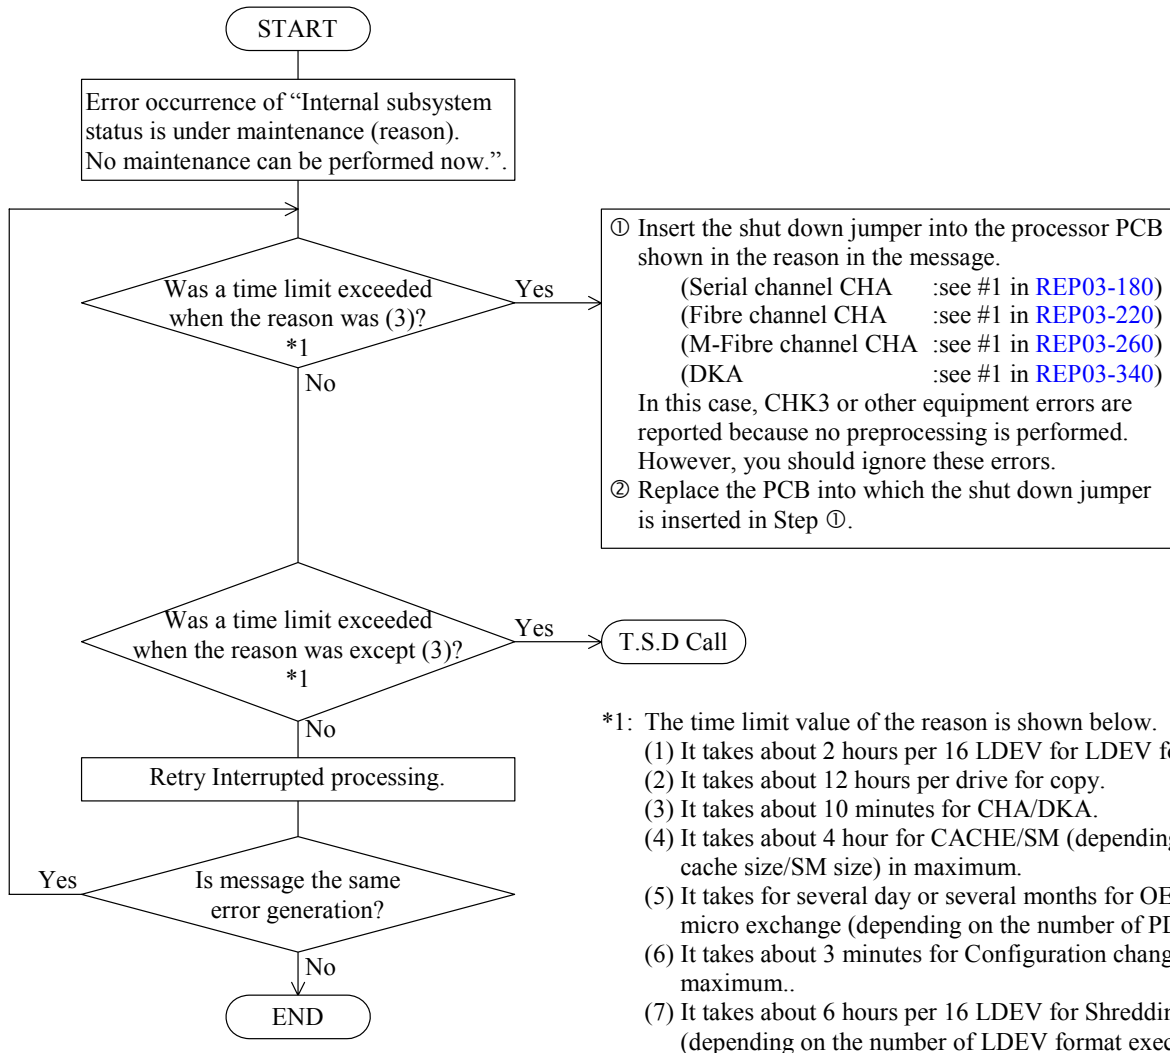 START
Error occurrence of “Internal subsystem
status is under maintenance (reason).
No maintenance can be performed now.”.
Was a time limit exceeded
when the reason was (3)?
*1
Yes
No
① Insert the shut down jumper into the processor PCB
shown in the reason in the message.
(Serial channel CHA :see #1 in REP03-180)
(Fibre channel CHA :see #1 in REP03-220)
(M-Fibre channel CHA :see #1 in REP03-260)
(DKA :see #1 in REP03-340)
In this case, CHK3 or other equipment errors are
reported because no preprocessing is performed.
However, you should ignore these errors.
② Replace the PCB into which the shut down jumper
is inserted in Step ①.
Was a time limit exceeded
when the reason was except (3)?
*1
Yes
T.S.D Call
No
Retry Interrupted processing.
Is message the same
error generation?
Yes
No
END
*1: The time limit value of the reason is shown below.
(1) It takes about 2 hours per 16 LDEV for LDEV
(2) It takes about 12 hours per drive for copy.
(3) It takes about 10 minutes for CHA/DKA.
(4) It takes about 4 hour for CACHE/SM (depending
cache size/SM size) in maximum.
(5) It takes for several day or several months for
micro exchange (depending on the number of
(6) It takes about 3 minutes for Configuration
maximum..
(7) It takes about 6 hours per 16 LDEV for
(depending on the number of LDEV format